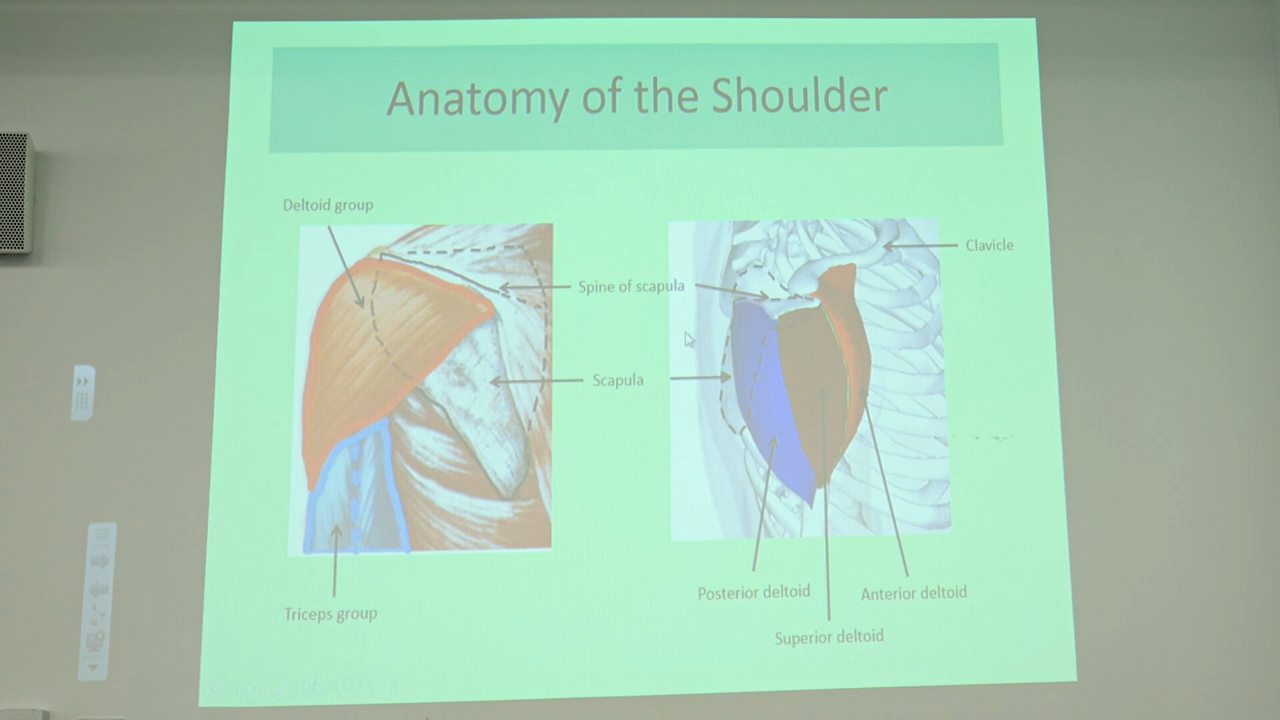 Anatomy of the Shoulder
Deltoid group
Clavicle
Spine of scapula
Scapula
Posterior deltoid
Anterior deltoid
Triceps group
Superior deltoid